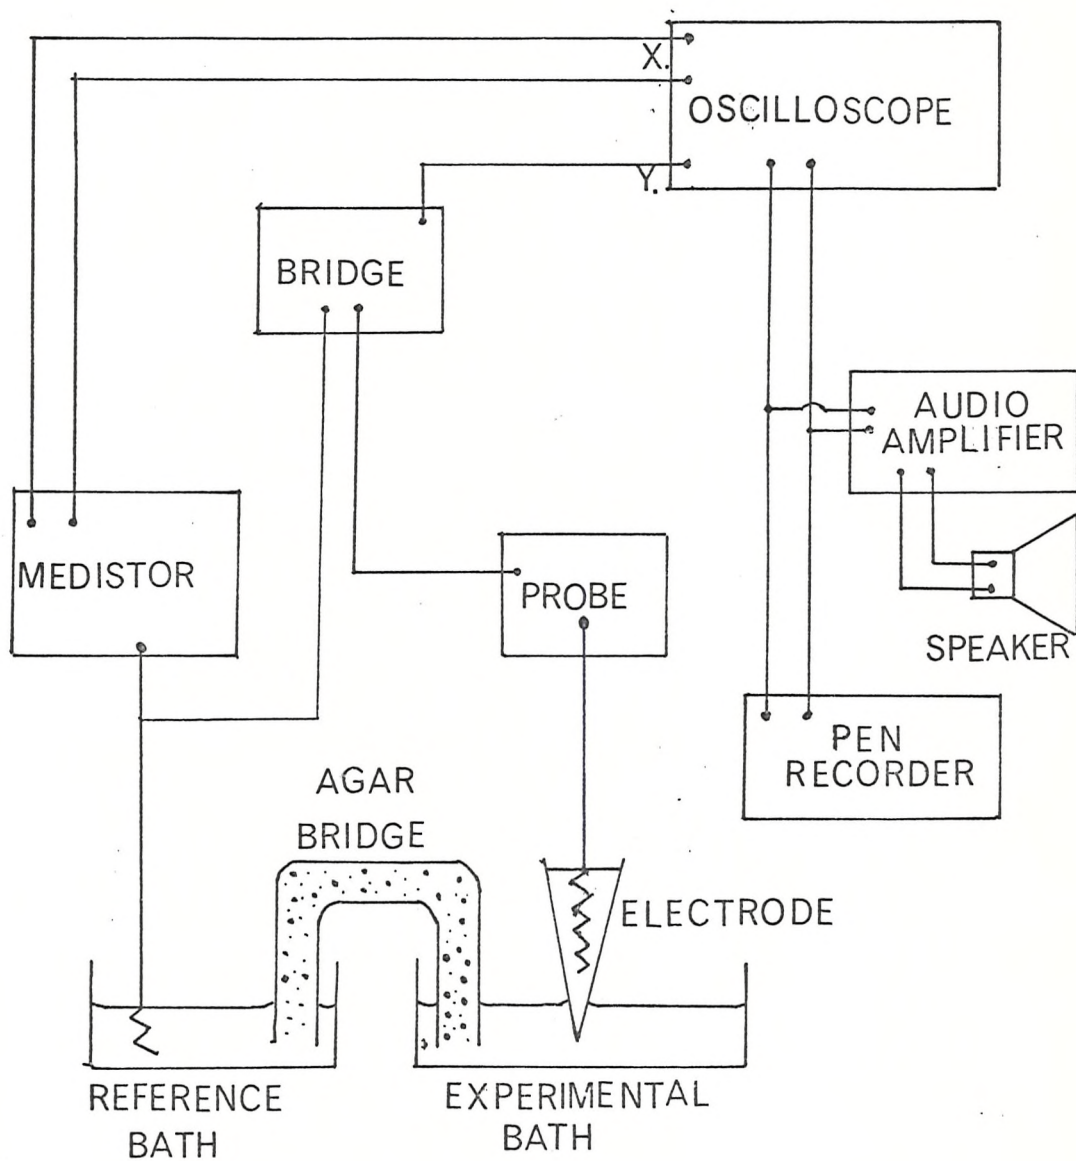 X.
OSCILLOSCOPE
Y.
BRIDGE
AUDIO
AMPLIFIER
MEDISTOR
PROBE
SPEAKER
PEN
RECORDER
AGAR
BRIDGE
ELECTRODE
REFERENCE
BATH
EXPERIMENTAL
BATH